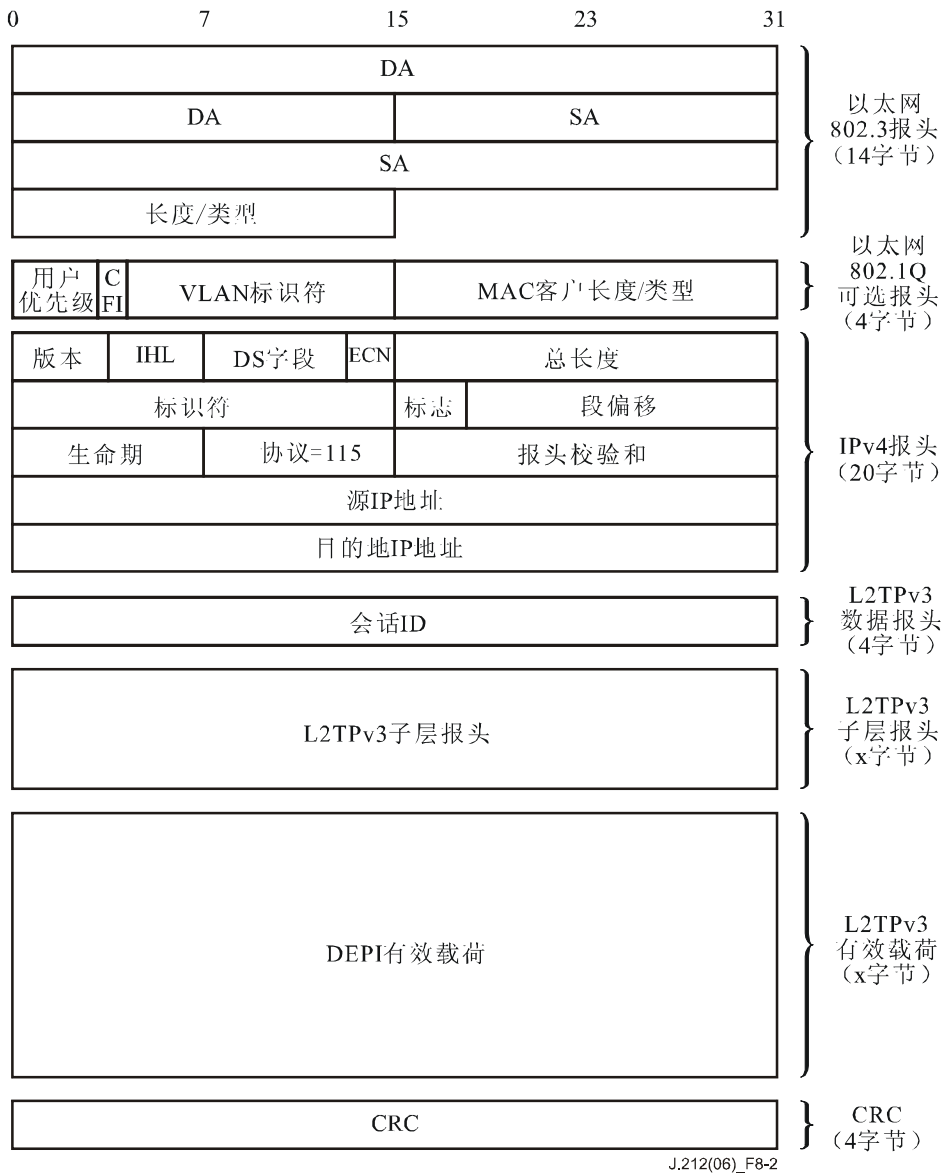 0 7 15 23 31
DA
DA SA
SA
长度/类型
以太网
802.3报头
（14字节）
用户
优先级
C
FI
VLAN标识符
MAC客户长度/类型
以太网
802.1Q
可选报头
（4字节）
版本 IHL DS字段 ECN 总长度
标识符 标志 段偏移
生命期 协议=115 报头校验和
源IP地址
目的地IP地址
IPv4报头
（20字节）
会话ID
L2TPv3
数据报头
（4字节）
L2TPv3子层报头
L2TPv3
子层报头
（x字节）
DEPI有效载荷
L2TPv3
有效载荷
（x字节）
CRC
CRC
（4字节）
J.212(06)_F8-2